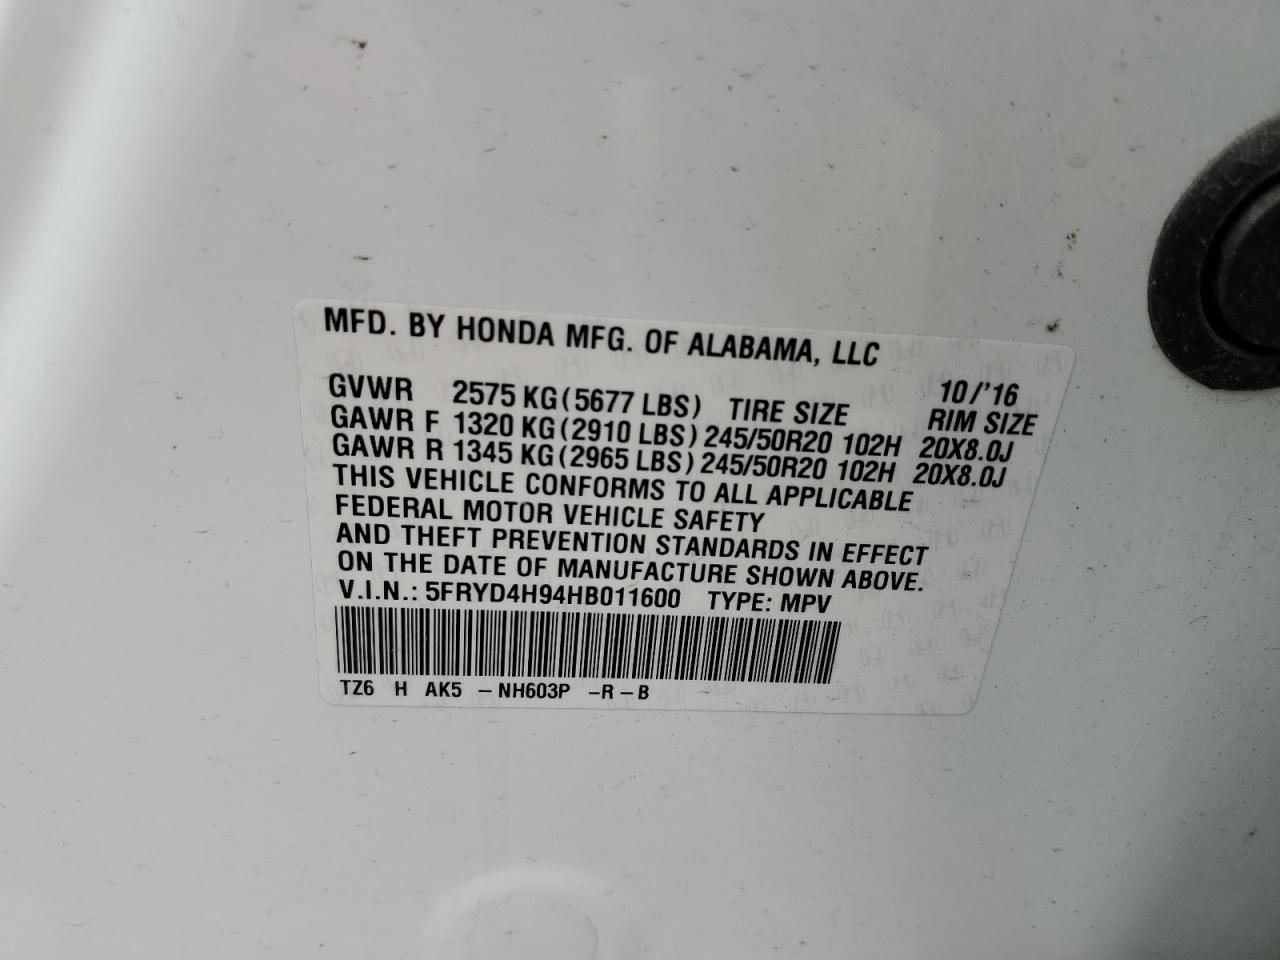 MFD. BY HONDA MFG. OF ALABAMA, LLC
GVWR 2575 KG (5677 LBS) TIRE SIZE 10/'16 RIM SIZE
GAWR F 1320 KG (2910 LBS) 245/50R20 102H 20X8.0J
GAWR R 1345 KG (2965 LBS) 245/50R20 102H 20X8.0J
THIS VEHICLE CONFORMS TO ALL APPLICABLE
FEDERAL MOTOR VEHICLE SAFETY
AND THEFT PREVENTION STANDARDS IN EFFECT
ON THE DATE OF MANUFACTURE SHOWN ABOVE.
V.I.N.: 5FRYD4H94HB011600 TYPE: MPV
TZ6 H AK5 – NH603P – R – B